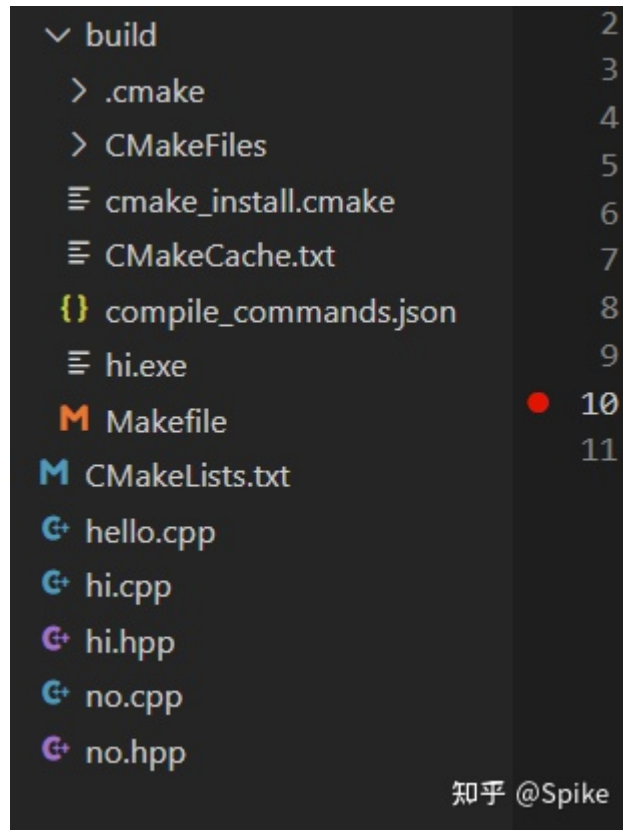 build
2
.cmake
3
CMakeFiles
4
5
cmake_install.cmake
6
CMakeCache.txt
7
{} compile_commands.json
8
hi.exe
9
M Makefile
10
M CMakeLists.txt
11
C++ hello.cpp
C++ hi.cpp
C++ hi.hpp
C++ no.cpp
C++ no.hpp
知乎 @Spike